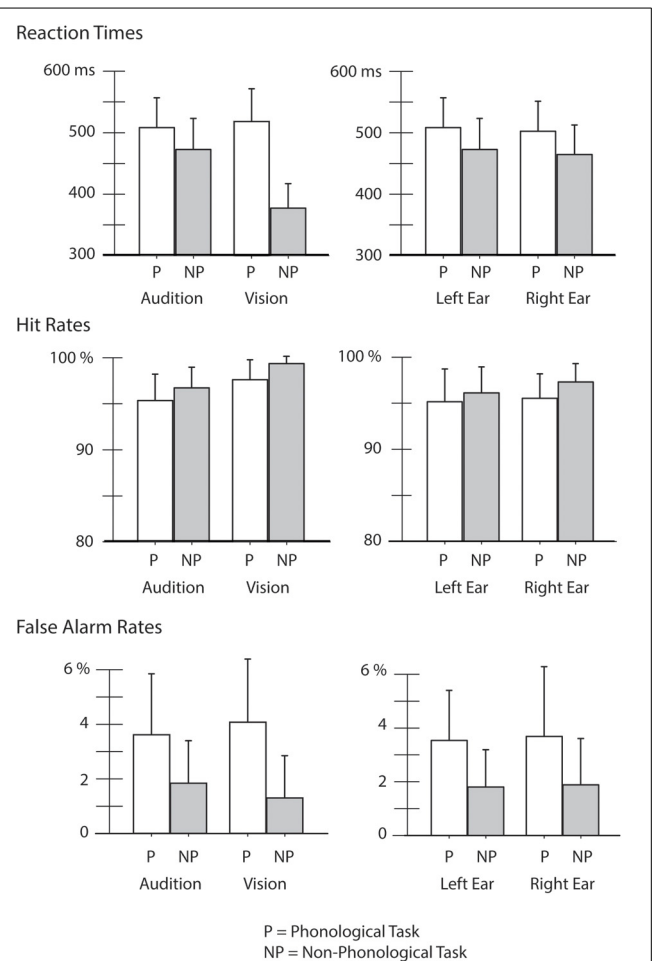 Reaction Times
600 ms
500
400
300
P NP P NP
Audition Vision
600 ms
500
400
300
P NP P NP
Left Ear Right Ear
Hit Rates
100 %
90
80
P NP P NP
Audition Vision
100 %
90
80
P NP P NP
Left Ear Right Ear
False Alarm Rates
6 %
4
2
0
P NP P NP
Audition Vision
6 %
4
2
0
P NP P NP
Left Ear Right Ear
P = Phonological Task
NP = Non-Phonological Task